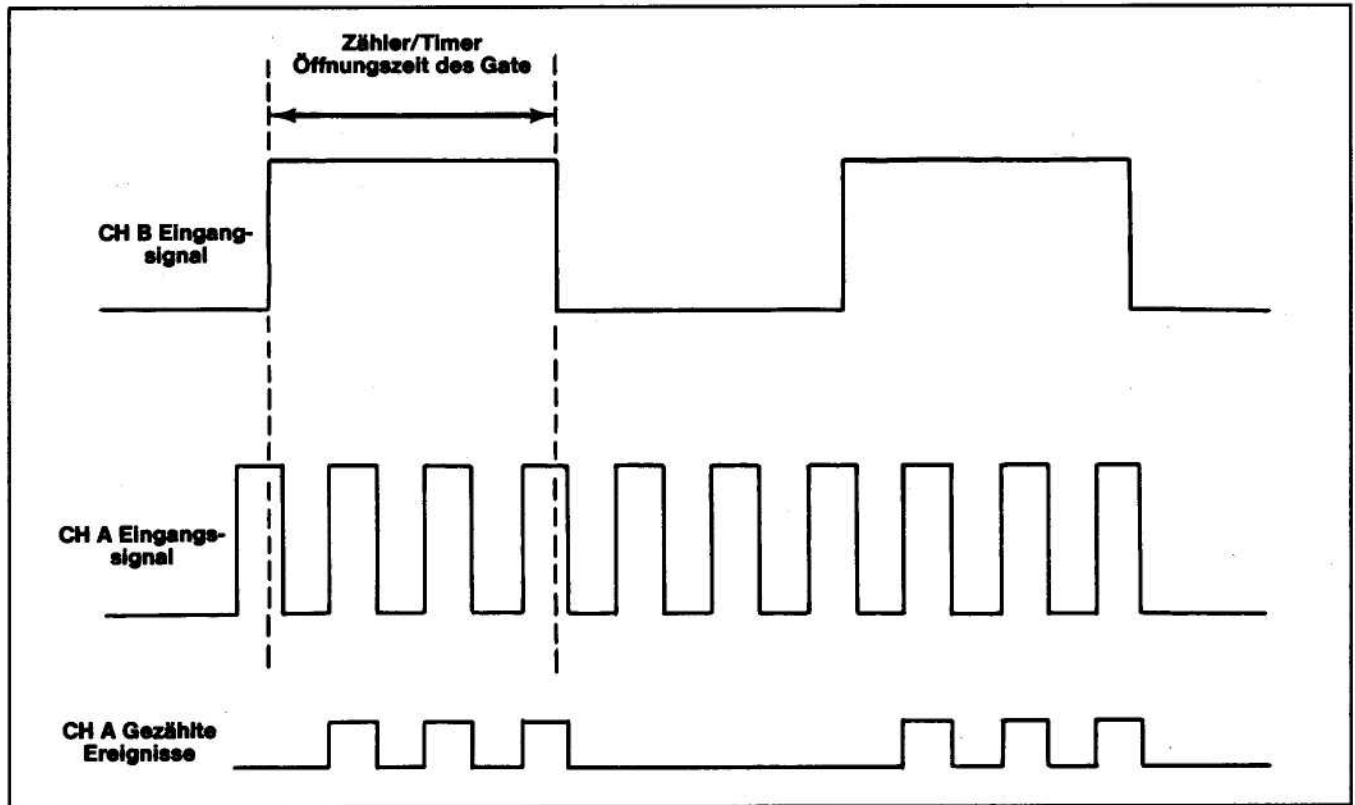 Zähler/Timer
Öffnungszeit des Gate
CH B Eingang-
signal
CH A Eingangs-
signal
CH A Gezählte
Ereignisse